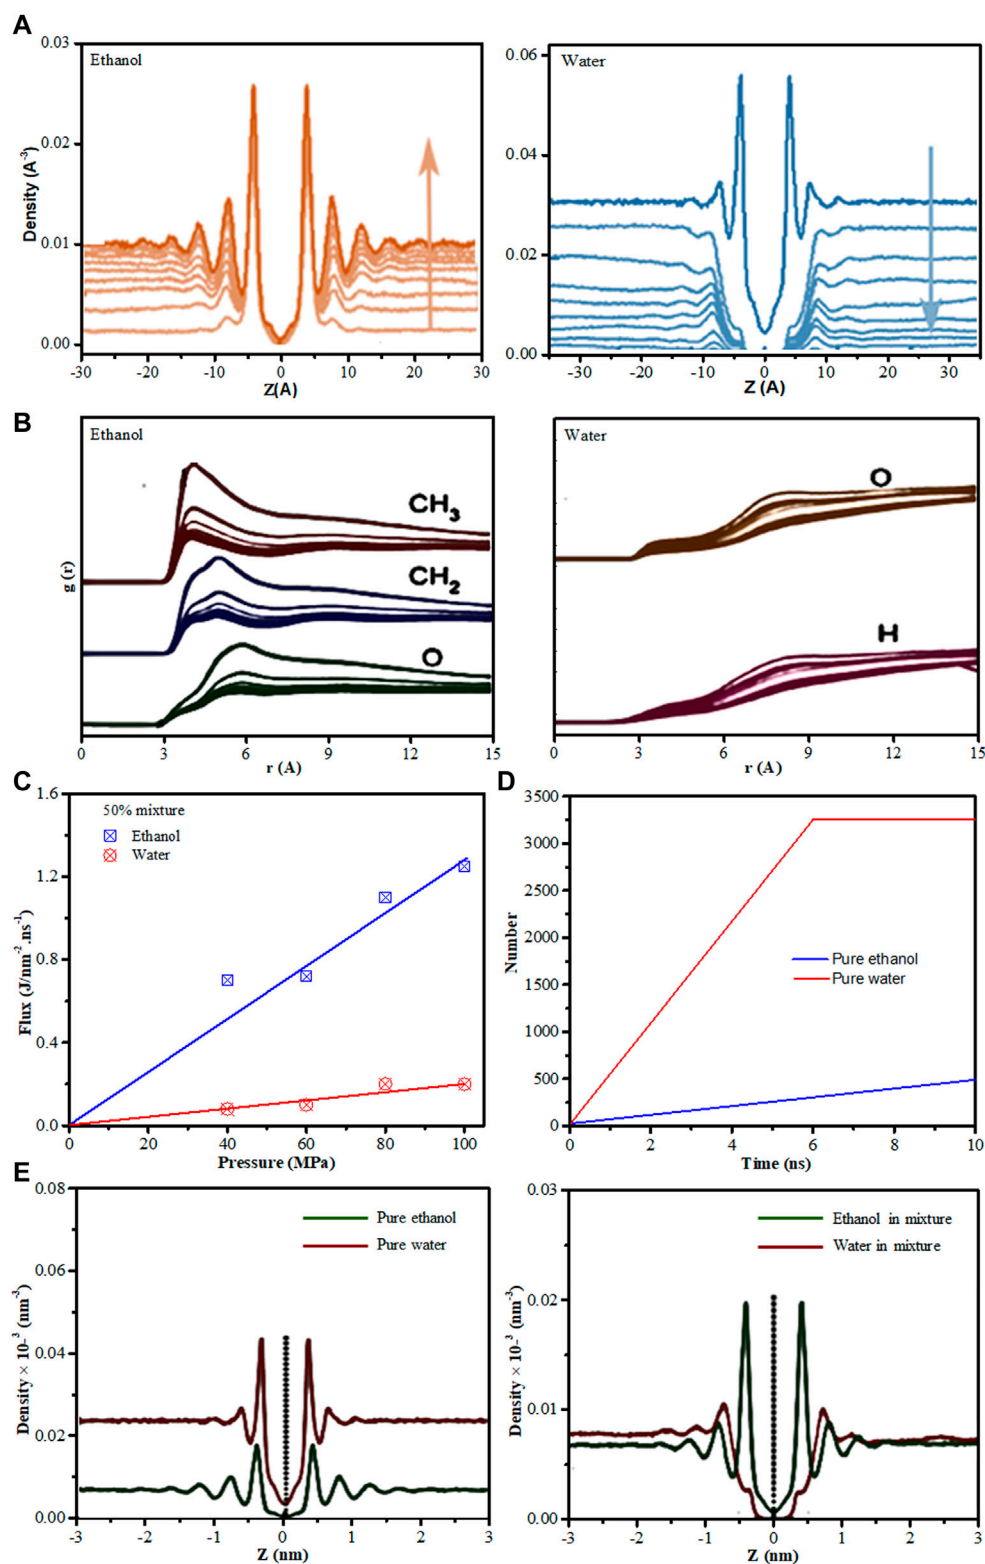 A
Ethanol
Density (A⁻³)
0.03
0.02
0.01
0.00
-30 -20 -10 0 10 20 30
Z(A)
Water
0.06
0.04
0.02
0.00
-30 -20 -10 0 10 20 30
Z (A)
B
Ethanol
g (r)
CH₃
CH₂
O
0 3 6 9 12 15
r (A)
Water
O
H
0 3 6 9 12 15
r (A)
C
1.6
1.2
0.8
0.4
0.0
Flux (J/nm⁻².ns⁻¹)
50% mixture
Ethanol
Water
0 20 40 60 80 100
Pressure (MPa)
D
3500
3250
3000
2500
1500
1000
500
0
Number
Pure ethanol
Pure water
0 2 4 6 8 10
Time (ns)
E
0.08
0.06
0.04
0.02
0.00
Density × 10-³ (nm⁻³)
Pure ethanol
Pure water
-3 -2 -1 0 1 2 3
Z (nm)
0.03
0.02
0.01
0.00
Density × 10-³ (nm⁻³)
Ethanol in mixture
Water in mixture
-3 -2 -1 0 1 2 3
Z (nm)